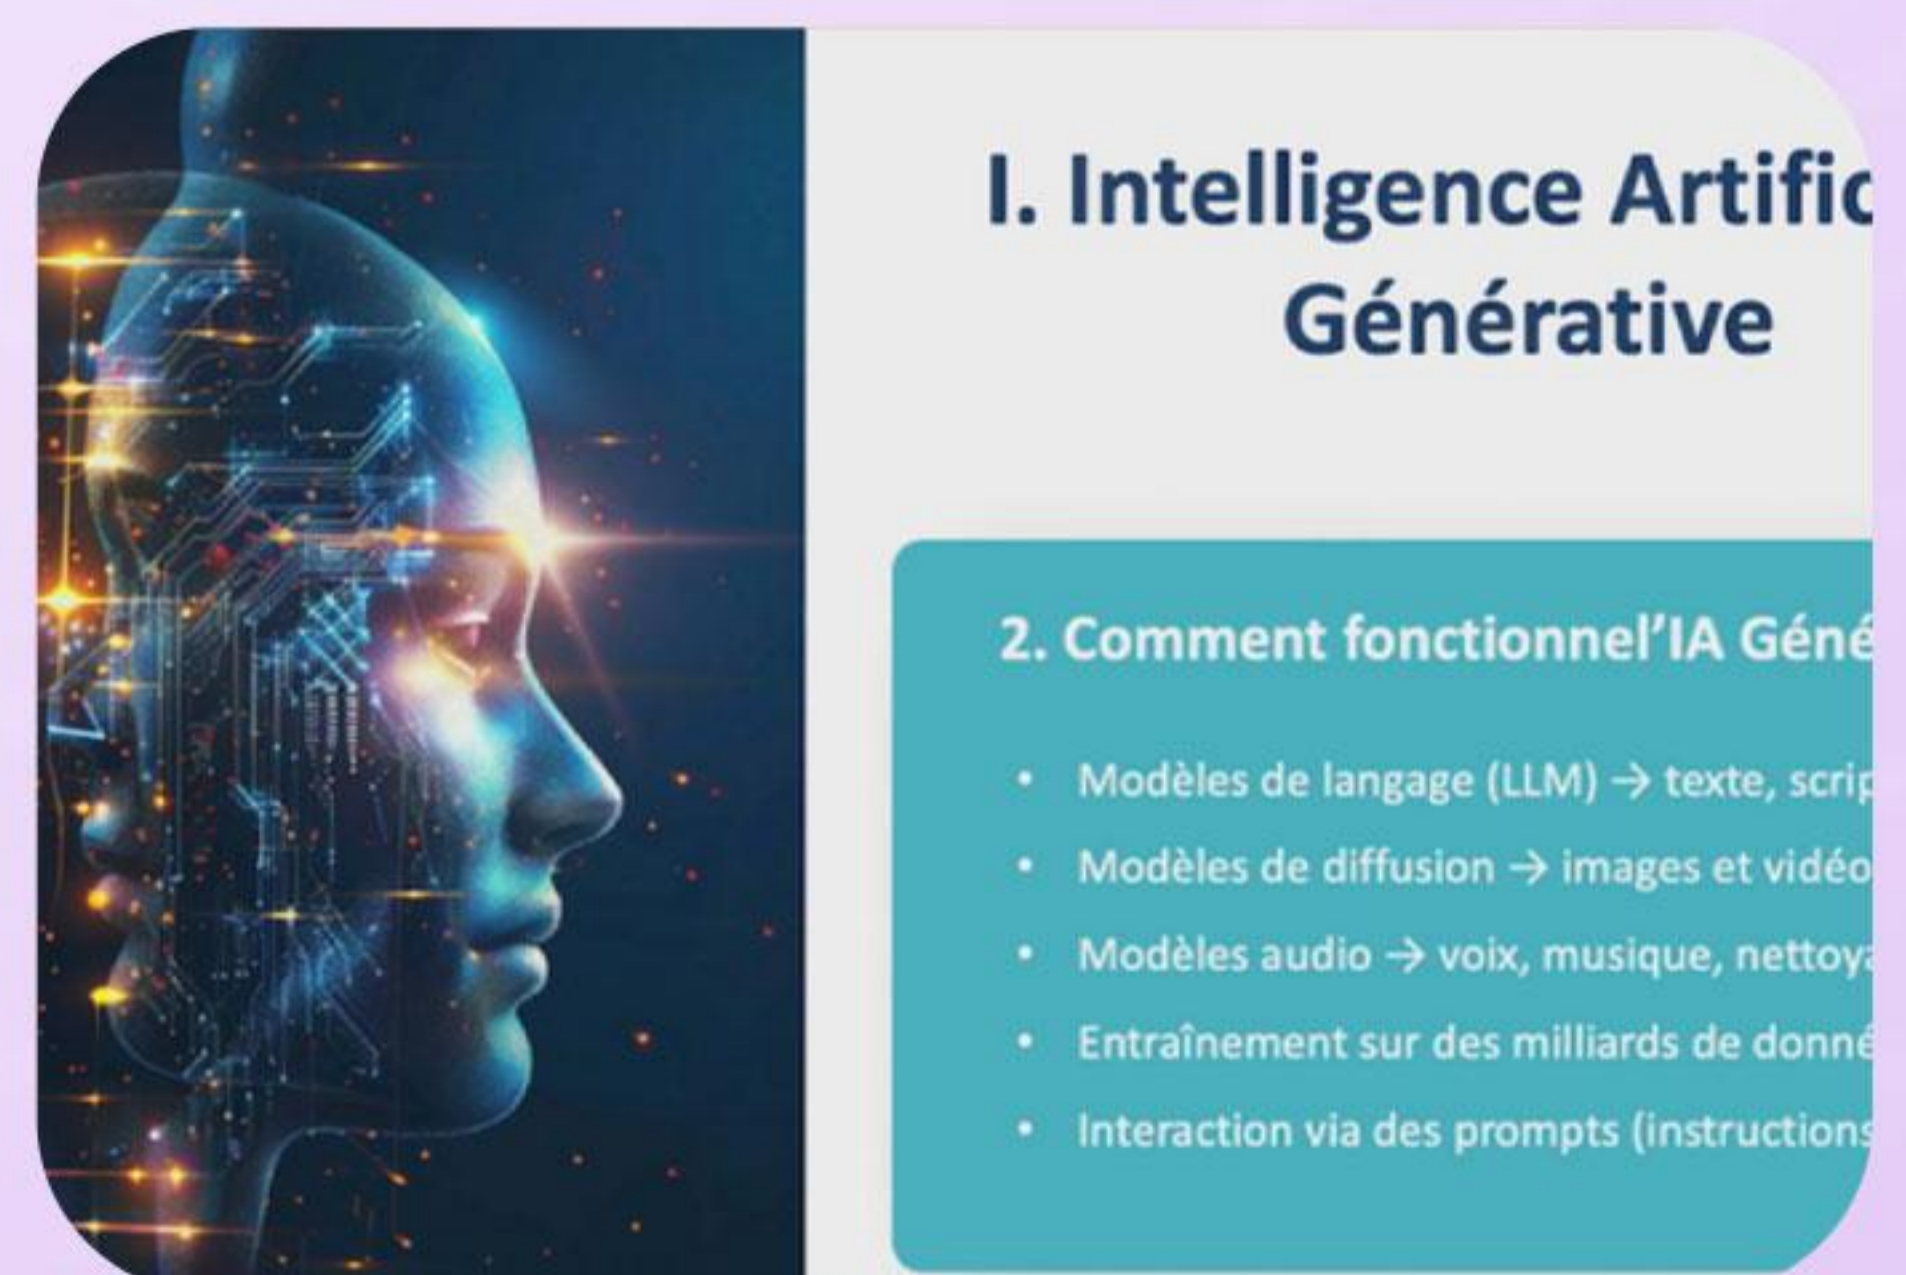 I. Intelligence Artific
Générative
2. Comment fonctionnel’IA Géné
• Modèles de langage (LLM) → texte, scrip
• Modèles de diffusion → images et vidéo
• Modèles audio → voix, musique, nettoya
• Entraînement sur des milliards de donné
• Interaction via des prompts (instructions